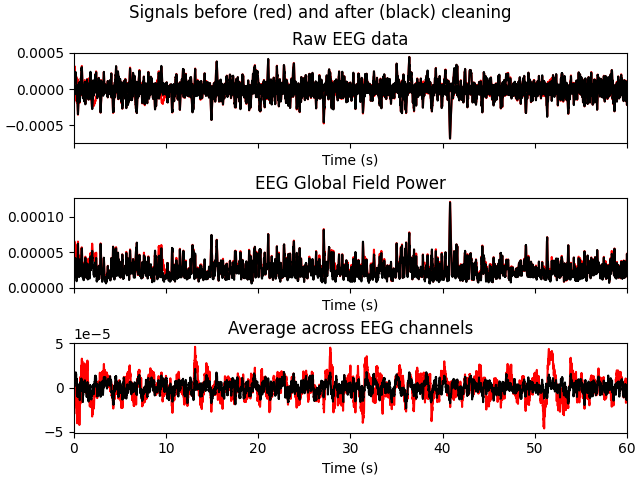 Signals before (red) and after (black) cleaning
Raw EEG data
0.0005
0.0000
−0.0005
Time (s)
EEG Global Field Power
0.00010
0.00005
0.00000
Time (s)
Average across EEG channels
1e−5
5
0
−5
0 10 20 30 40 50 60
Time (s)